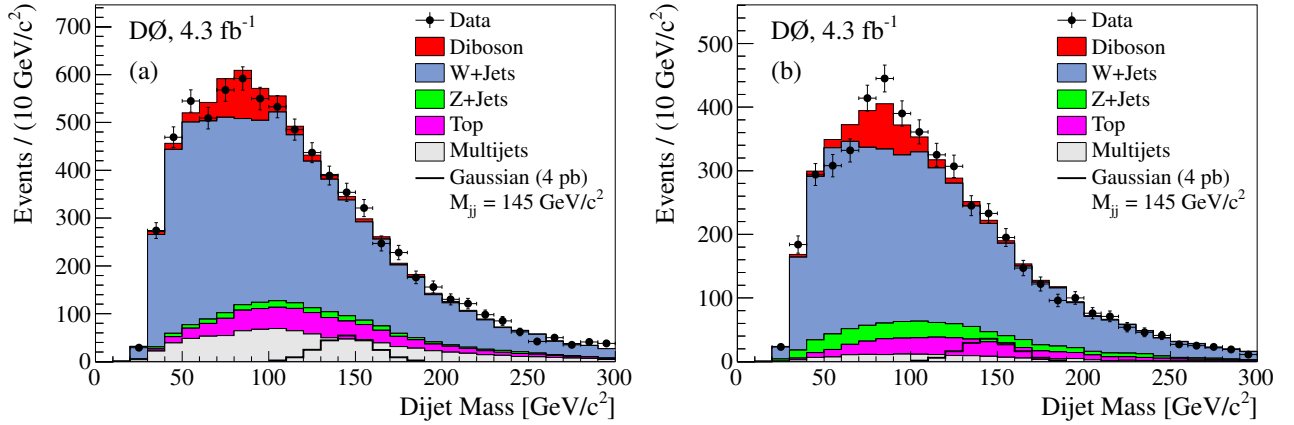 Events / (10 GeV/c²)
700
600
500
400
300
200
100
0
DØ, 4.3 fb⁻¹
(a)
Data
Diboson
W+Jets
Z+Jets
Top
Multijets
Gaussian (4 pb)
M_jj = 145 GeV/c²
0 50 100 150 200 250 300
Dijet Mass [GeV/c²]
Events / (10 GeV/c²)
500
400
300
200
100
0
DØ, 4.3 fb⁻¹
(b)
Data
Diboson
W+Jets
Z+Jets
Top
Multijets
Gaussian (4 pb)
M_jj = 145 GeV/c²
0 50 100 150 200 250 300
Dijet Mass [GeV/c²]